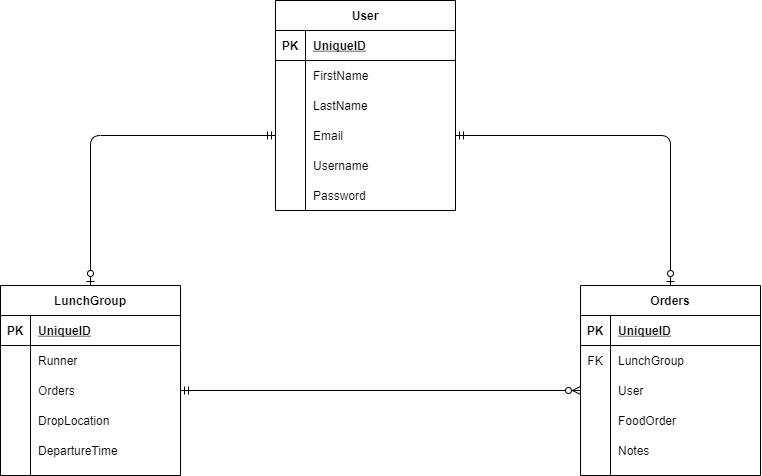 User
PK UniqueID
FirstName
LastName
Email
Username
Password
LunchGroup
PK UniqueID
Runner
Orders
DropLocation
DepartureTime
Orders
PK UniqueID
FK LunchGroup
User
FoodOrder
Notes